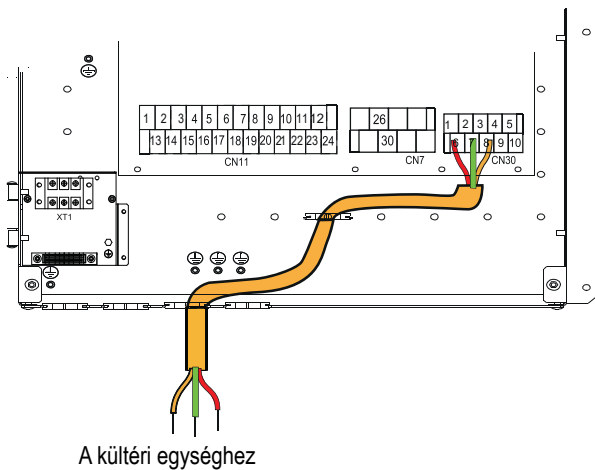 1 2 3 4 5 6 7 8 9 10 11 12
13 14 15 16 17 18 19 20 21 22 23 24
CN11
26
30
CN7
1 2 3 4 5
6 7 8 9 10
CN30
XT1
A kültéri egységhez